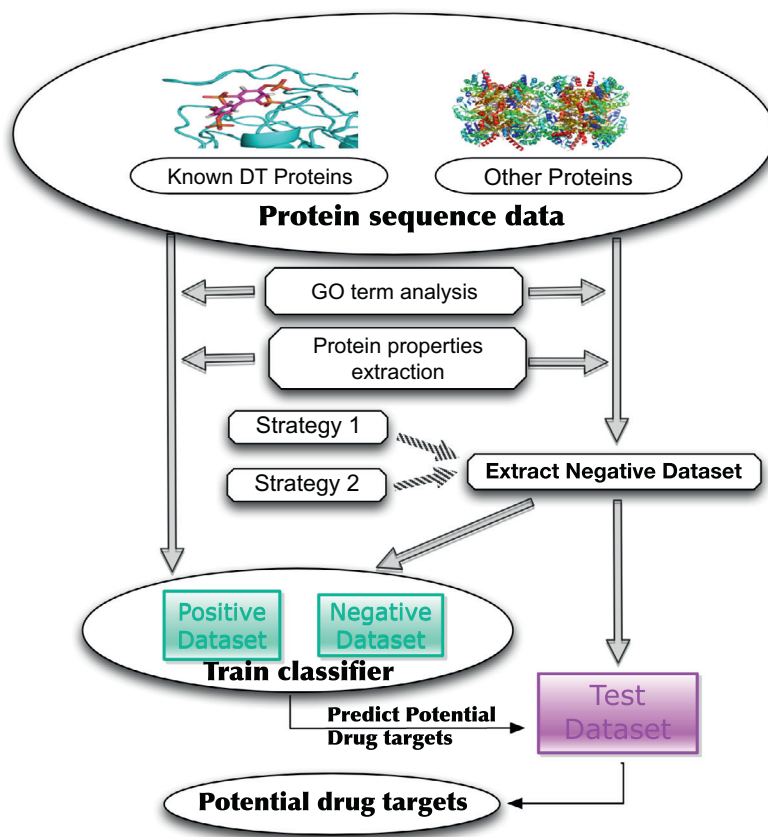 Known DT Proteins
Other Proteins
Protein sequence data
GO term analysis
Protein properties
extraction
Strategy 1
Strategy 2
Extract Negative Dataset
Positive
Dataset
Negative
Dataset
Train classifier
Predict Potential
Drug targets
Test
Dataset
Potential drug targets